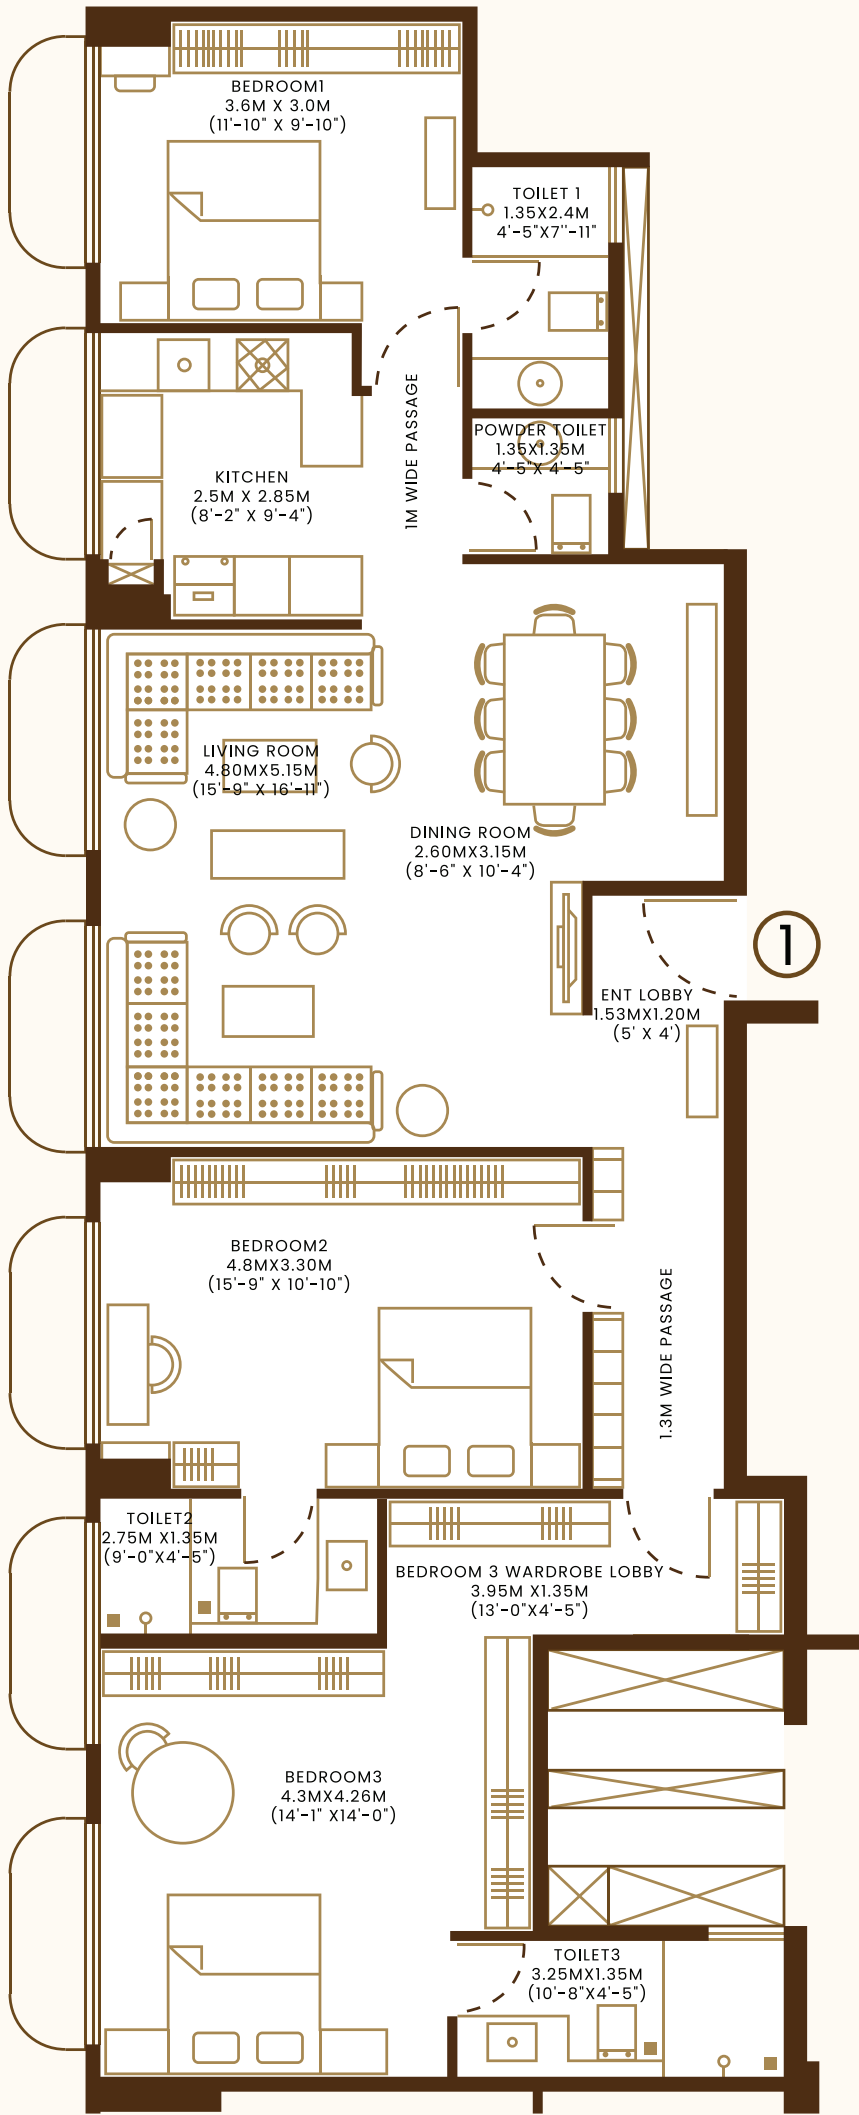 BEDROOM1
3.6M X 3.0M
(11'-10" X 9'-10")
TOILET 1
1.35X2.4M
4'-5"X7''-11"
1M WIDE PASSAGE
POWDER TOILET
1.35X1.35M
4'-5"X 4'-5"
KITCHEN
2.5M X 2.85M
(8'-2" X 9'-4")
LIVING ROOM
4.80MX5.15M
(15'-9" X 16'-11")
DINING ROOM
2.60MX3.15M
(8'-6" X 10'-4")
1
ENT LOBBY
1.53MX1.20M
(5' X 4')
BEDROOM2
4.8MX3.30M
(15'-9" X 10'-10")
1.3M WIDE PASSAGE
TOILET2
2.75M X1.35M
(9'-0"X4'-5")
BEDROOM 3 WARDROBE LOBBY
3.95M X1.35M
(13'-0"X4'-5")
BEDROOM3
4.3MX4.26M
(14'-1" X14'-0")
TOILET3
3.25MX1.35M
(10'-8"X4'-5")